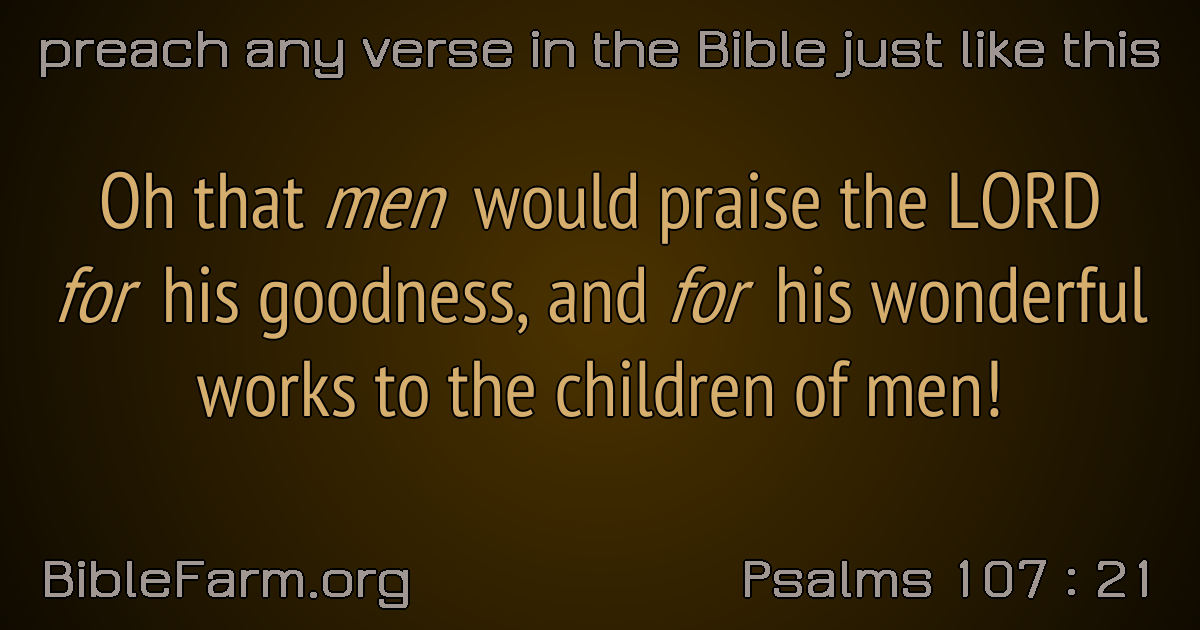 preach any verse in the Bible just like this
Oh that men would praise the LORD
for his goodness, and for his wonderful
works to the children of men!
BibleFarm.org
Psalms 107 : 21